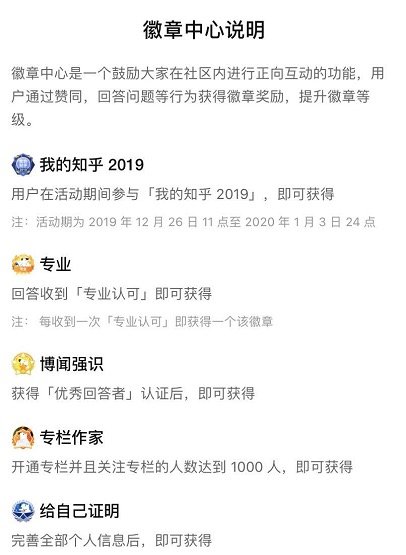 徽章中心说明
徽章中心是一个鼓励大家在社区内进行正向互动的功能，用
户通过赞同，回答问题等行为获得徽章奖励，提升徽章等
级。
我的知乎 2019
用户在活动期间参与「我的知乎 2019」，即可获得
注：活动期为 2019 年 12 月 26 日 11 点至 2020 年 1 月 3 日 24 点
专业
回答收到「专业认可」即可获得
注： 每收到一次「专业认可」即获得一个该徽章
博闻强识
获得「优秀回答者」认证后，即可获得
专栏作家
开通专栏并且关注专栏的人数达到 1000 人，即可获得
给自己证明
完善全部个人信息后，即可获得